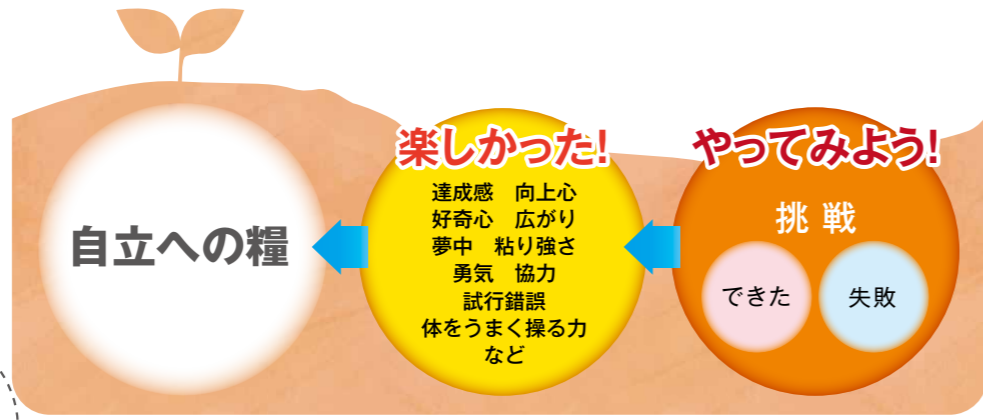 やってみよう!
挑戦
できた
失敗
楽しかった!
達成感 向上心
好奇心 広がり
夢中 粘り強さ
勇気 協力
試行錯誤
体をうまく操る力
など
自立への糧